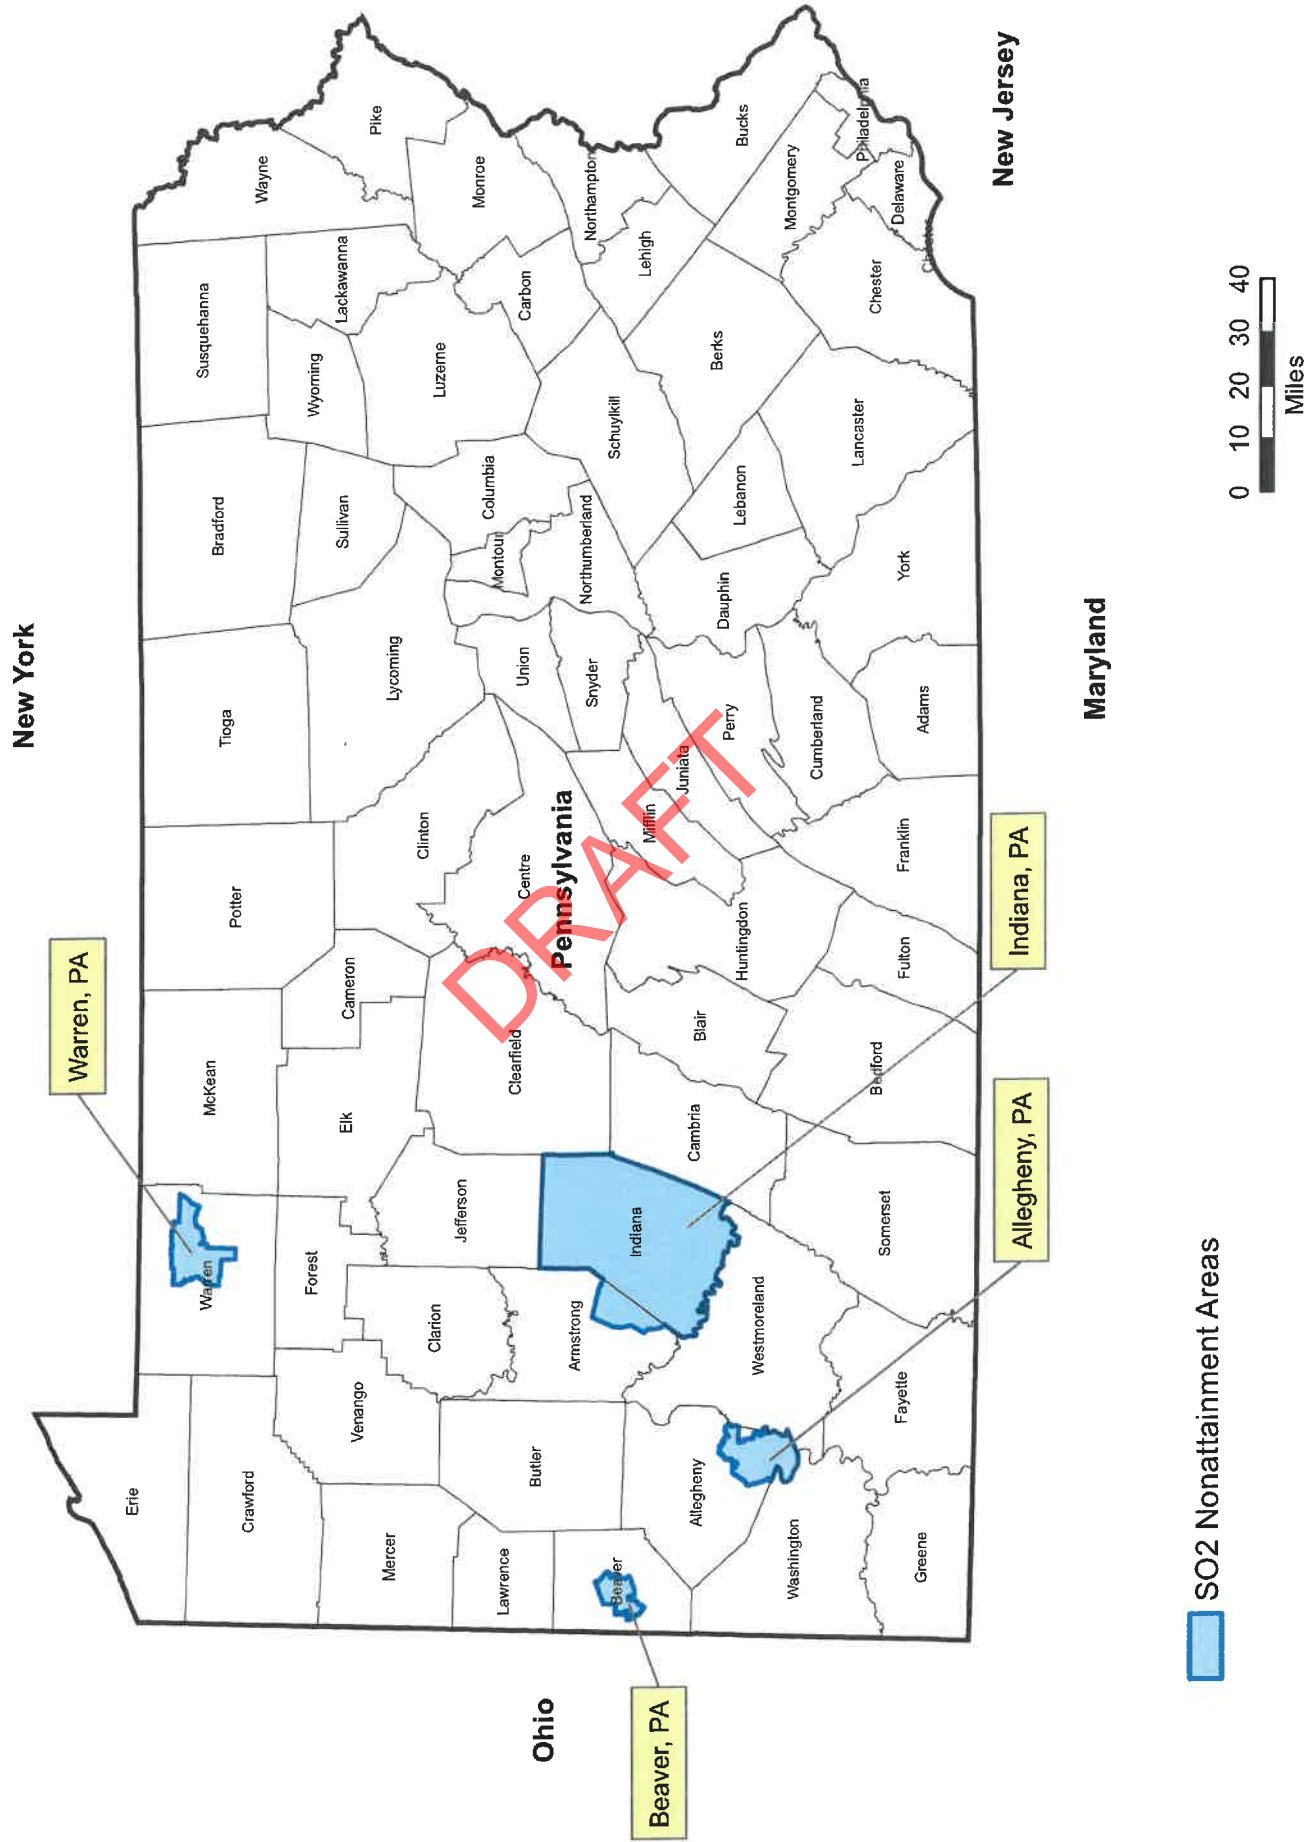 New York
Warren, PA
Erie
Crawford
Warren
McKean
Potter
Tioga
Bradford
Susquehanna
Wayne
Pike
Wyoming
Lackawanna
Sullivan
Forest
Elk
Cameron
Venango
Mercer
Clinton
Lycoming
Luzerne
Monroe
Clarion
Jefferson
Clearfield
Centre
Union
Montour
Columbia
Carbon
Northampton
Lawrence
Butler
Armstrong
Pennsylvania
Snyder
Northumberland
Schuylkill
Lehigh
Ohio
Beaver, PA
Beaver
Indiana
Mifflin
Juniata
Allegheny
Cambria
Blair
Huntingdon
Perry
Dauphin
Lebanon
Berks
Bucks
Montgomery
Philadelphia
DRAFT
Washington
Westmoreland
Cumberland
Lancaster
Chester
Delaware
Chester
Greene
Fayette
Somerset
Bedford
Fulton
Franklin
Adams
York
New Jersey
Allegheny, PA
Indiana, PA
Maryland
SO2 Nonattainment Areas
0 10 20 30 40
Miles